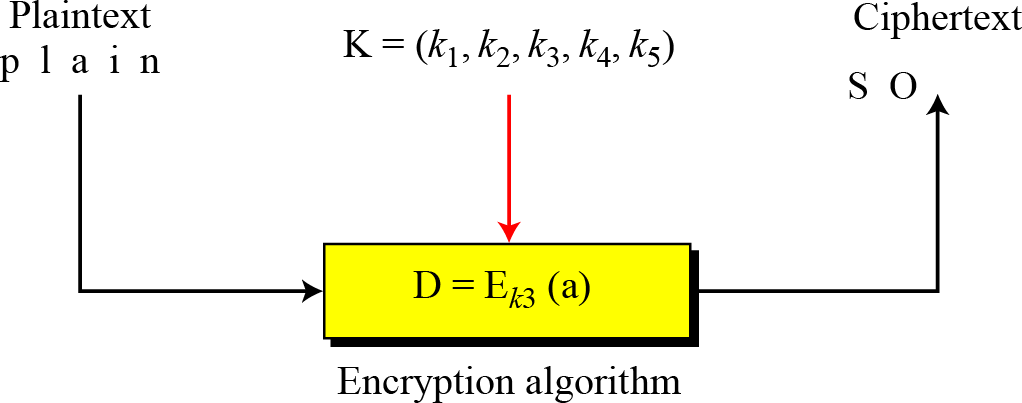 Plaintext
p l a i n
K = (k1, k2, k3, k4, k5)
Ciphertext
S O
D = Ek3 (a)
Encryption algorithm